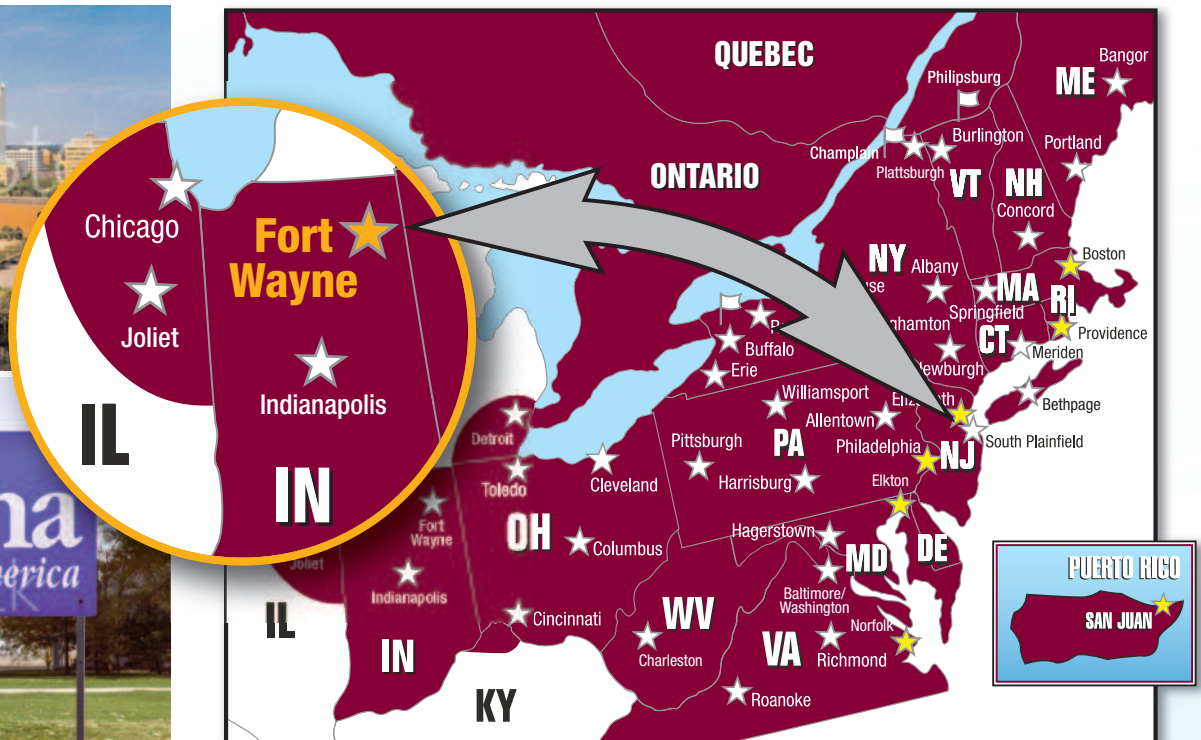 QUEBEC
Bangor
ME
Philipsburg
Burlington
Champlain
Plattsburgh
Portland
ONTARIO
VT
NH
Concord
Chicago
Fort
Wayne
NY
Albany
Boston
Springfield
MA
RI
Providence
CT
Meriden
Joliet
Buffalo
Erie
Bethpage
Indianapolis
Williamsport
Allentown
South Plainfield
IL
Detroit
Pittsburgh
PA
Philadelphia
NJ
Toledo
Cleveland
Harrisburg
Elkton
IN
Fort
Wayne
OH
Columbus
Hagerstown
MD
DE
Joliet
Indianapolis
Baltimore/
Washington
PUERTO RICO
SAN JUAN
IL
Cincinnati
WV
Norfolk
IN
Charleston
VA
Richmond
KY
Roanoke